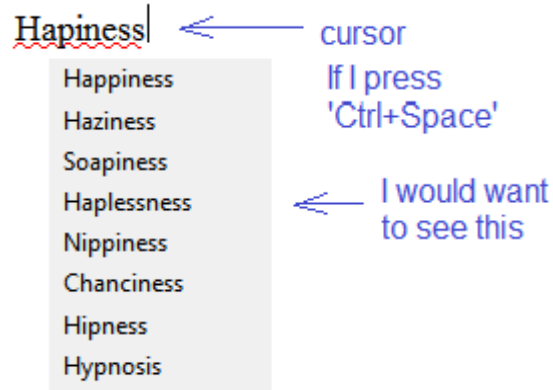 Hapiness
cursor
If I press
'Ctrl+Space'
Happiness
Haziness
Soapiness
Haplessness
Nippiness
Chanciness
Hipness
Hypnosis
I would want
to see this